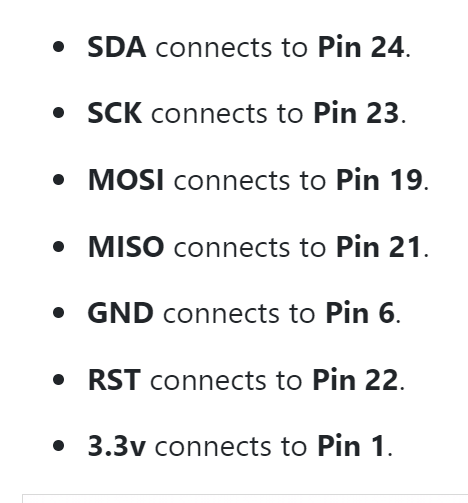 • SDA connects to Pin 24.
• SCK connects to Pin 23.
• MOSI connects to Pin 19.
• MISO connects to Pin 21.
• GND connects to Pin 6.
• RST connects to Pin 22.
• 3.3v connects to Pin 1.